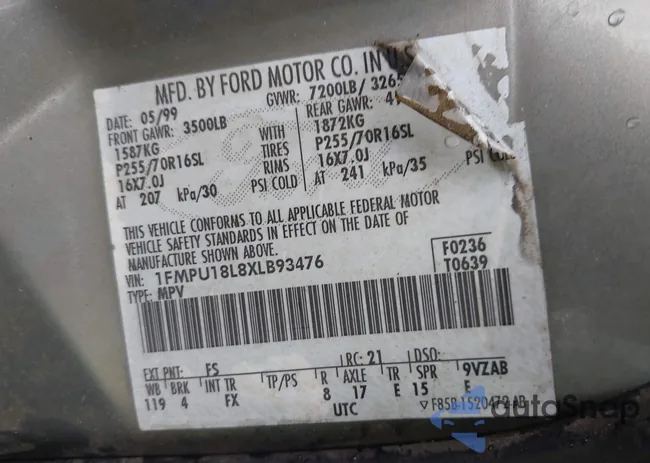 MFD. BY FORD MOTOR CO. IN U.S.
DATE: 05/99 GVWR: 7200LB/ 3265
FRONT GAWR: 3500LB REAR GAWR:
1587KG WITH 1872KG
P255/70R16SL TIRES P255/70R16SL
16X7.0J RIMS 16X7.0J
AT 207 kPa/30 PSI COLD AT 241 kPa/35 PSI COLD
THIS VEHICLE CONFORMS TO ALL APPLICABLE FEDERAL MOTOR
VEHICLE SAFETY STANDARDS IN EFFECT ON THE DATE OF
MANUFACTURE SHOWN ABOVE.
VIN: 1FMPU18L8XLB93476 F0236
TYPE: MPV T0639
EXT PNT: FS RC: 21 DSO: 9VZAB
WB BRK INT TR TP/PS R AXLE TR SPR E
119 4 FX 8 17 E 15
UTC F85B-1520472-AB
autoSnap